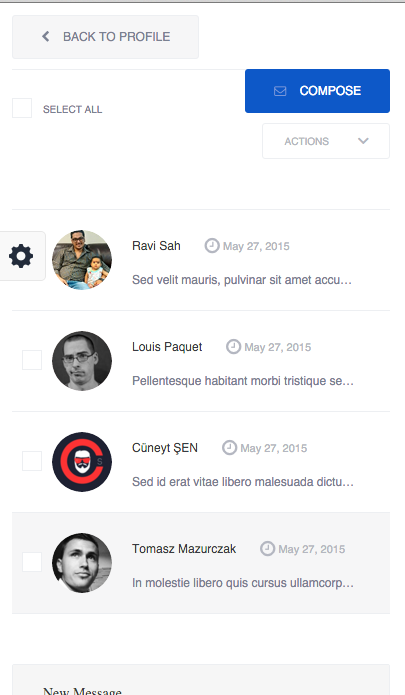 BACK TO PROFILE
COMPOSE
SELECT ALL
ACTIONS
Ravi Sah May 27, 2015
Sed velit mauris, pulvinar sit amet accu...
Louis Paquet May 27, 2015
Pellentesque habitant morbi tristique se...
Cüneyt ŞEN May 27, 2015
Sed id erat vitae libero malesuada dictu...
Tomasz Mazurczak May 27, 2015
In molestie libero quis cursus ullamcorp...
New Message